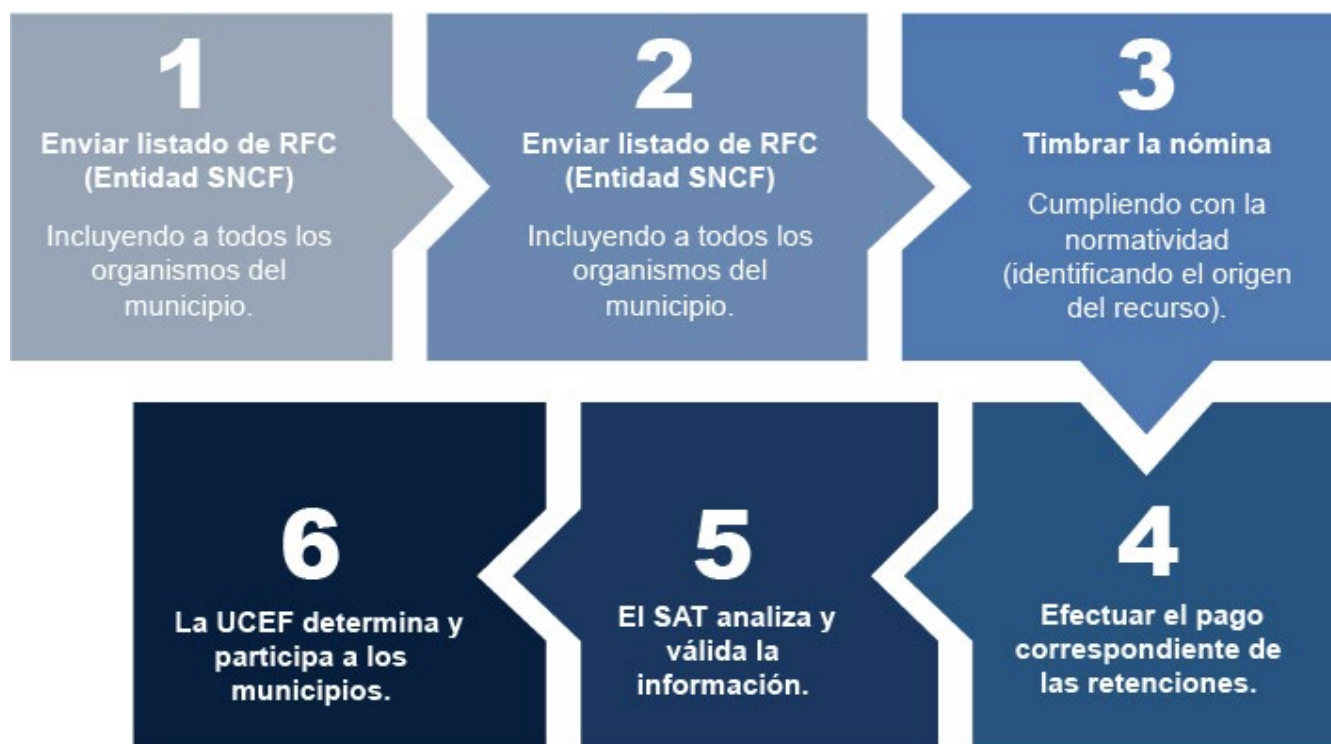 1
Enviar listado de RFC
(Entidad SNCF)
Incluyendo a todos los
organismos del
municipio.
2
Enviar listado de RFC
(Entidad SNCF)
Incluyendo a todos los
organismos del
municipio.
3
Timbrar la nómina
Cumpliendo con la
normatividad
(identificando el origen
del recurso).
4
Efectuar el pago
correspondiente de
las retenciones.
5
El SAT analiza y
válida la
información.
6
La UCEF determina y
participa a los
municipios.